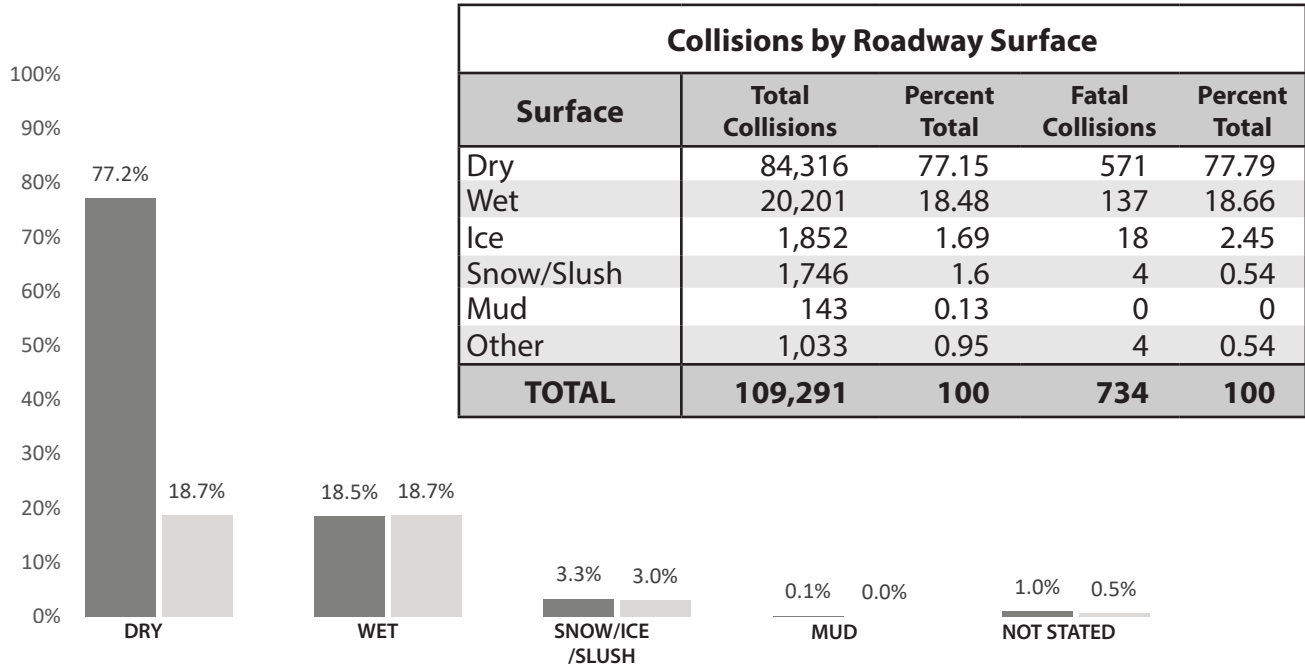 Collisions by Roadway Surface
Surface Total Collisions Percent Total Fatal Collisions Percent Total
Dry 84,316 77.15 571 77.79
Wet 20,201 18.48 137 18.66
Ice 1,852 1.69 18 2.45
Snow/Slush 1,746 1.6 4 0.54
Mud 143 0.13 0 0
Other 1,033 0.95 4 0.54
TOTAL 109,291 100 734 100
100%
90%
80%
70%
60%
50%
40%
30%
20%
10%
0%
77.2% 18.7%
18.5% 18.7%
3.3% 3.0%
0.1% 0.0%
1.0% 0.5%
DRY
WET
SNOW/ICE
/SLUSH
MUD
NOT STATED